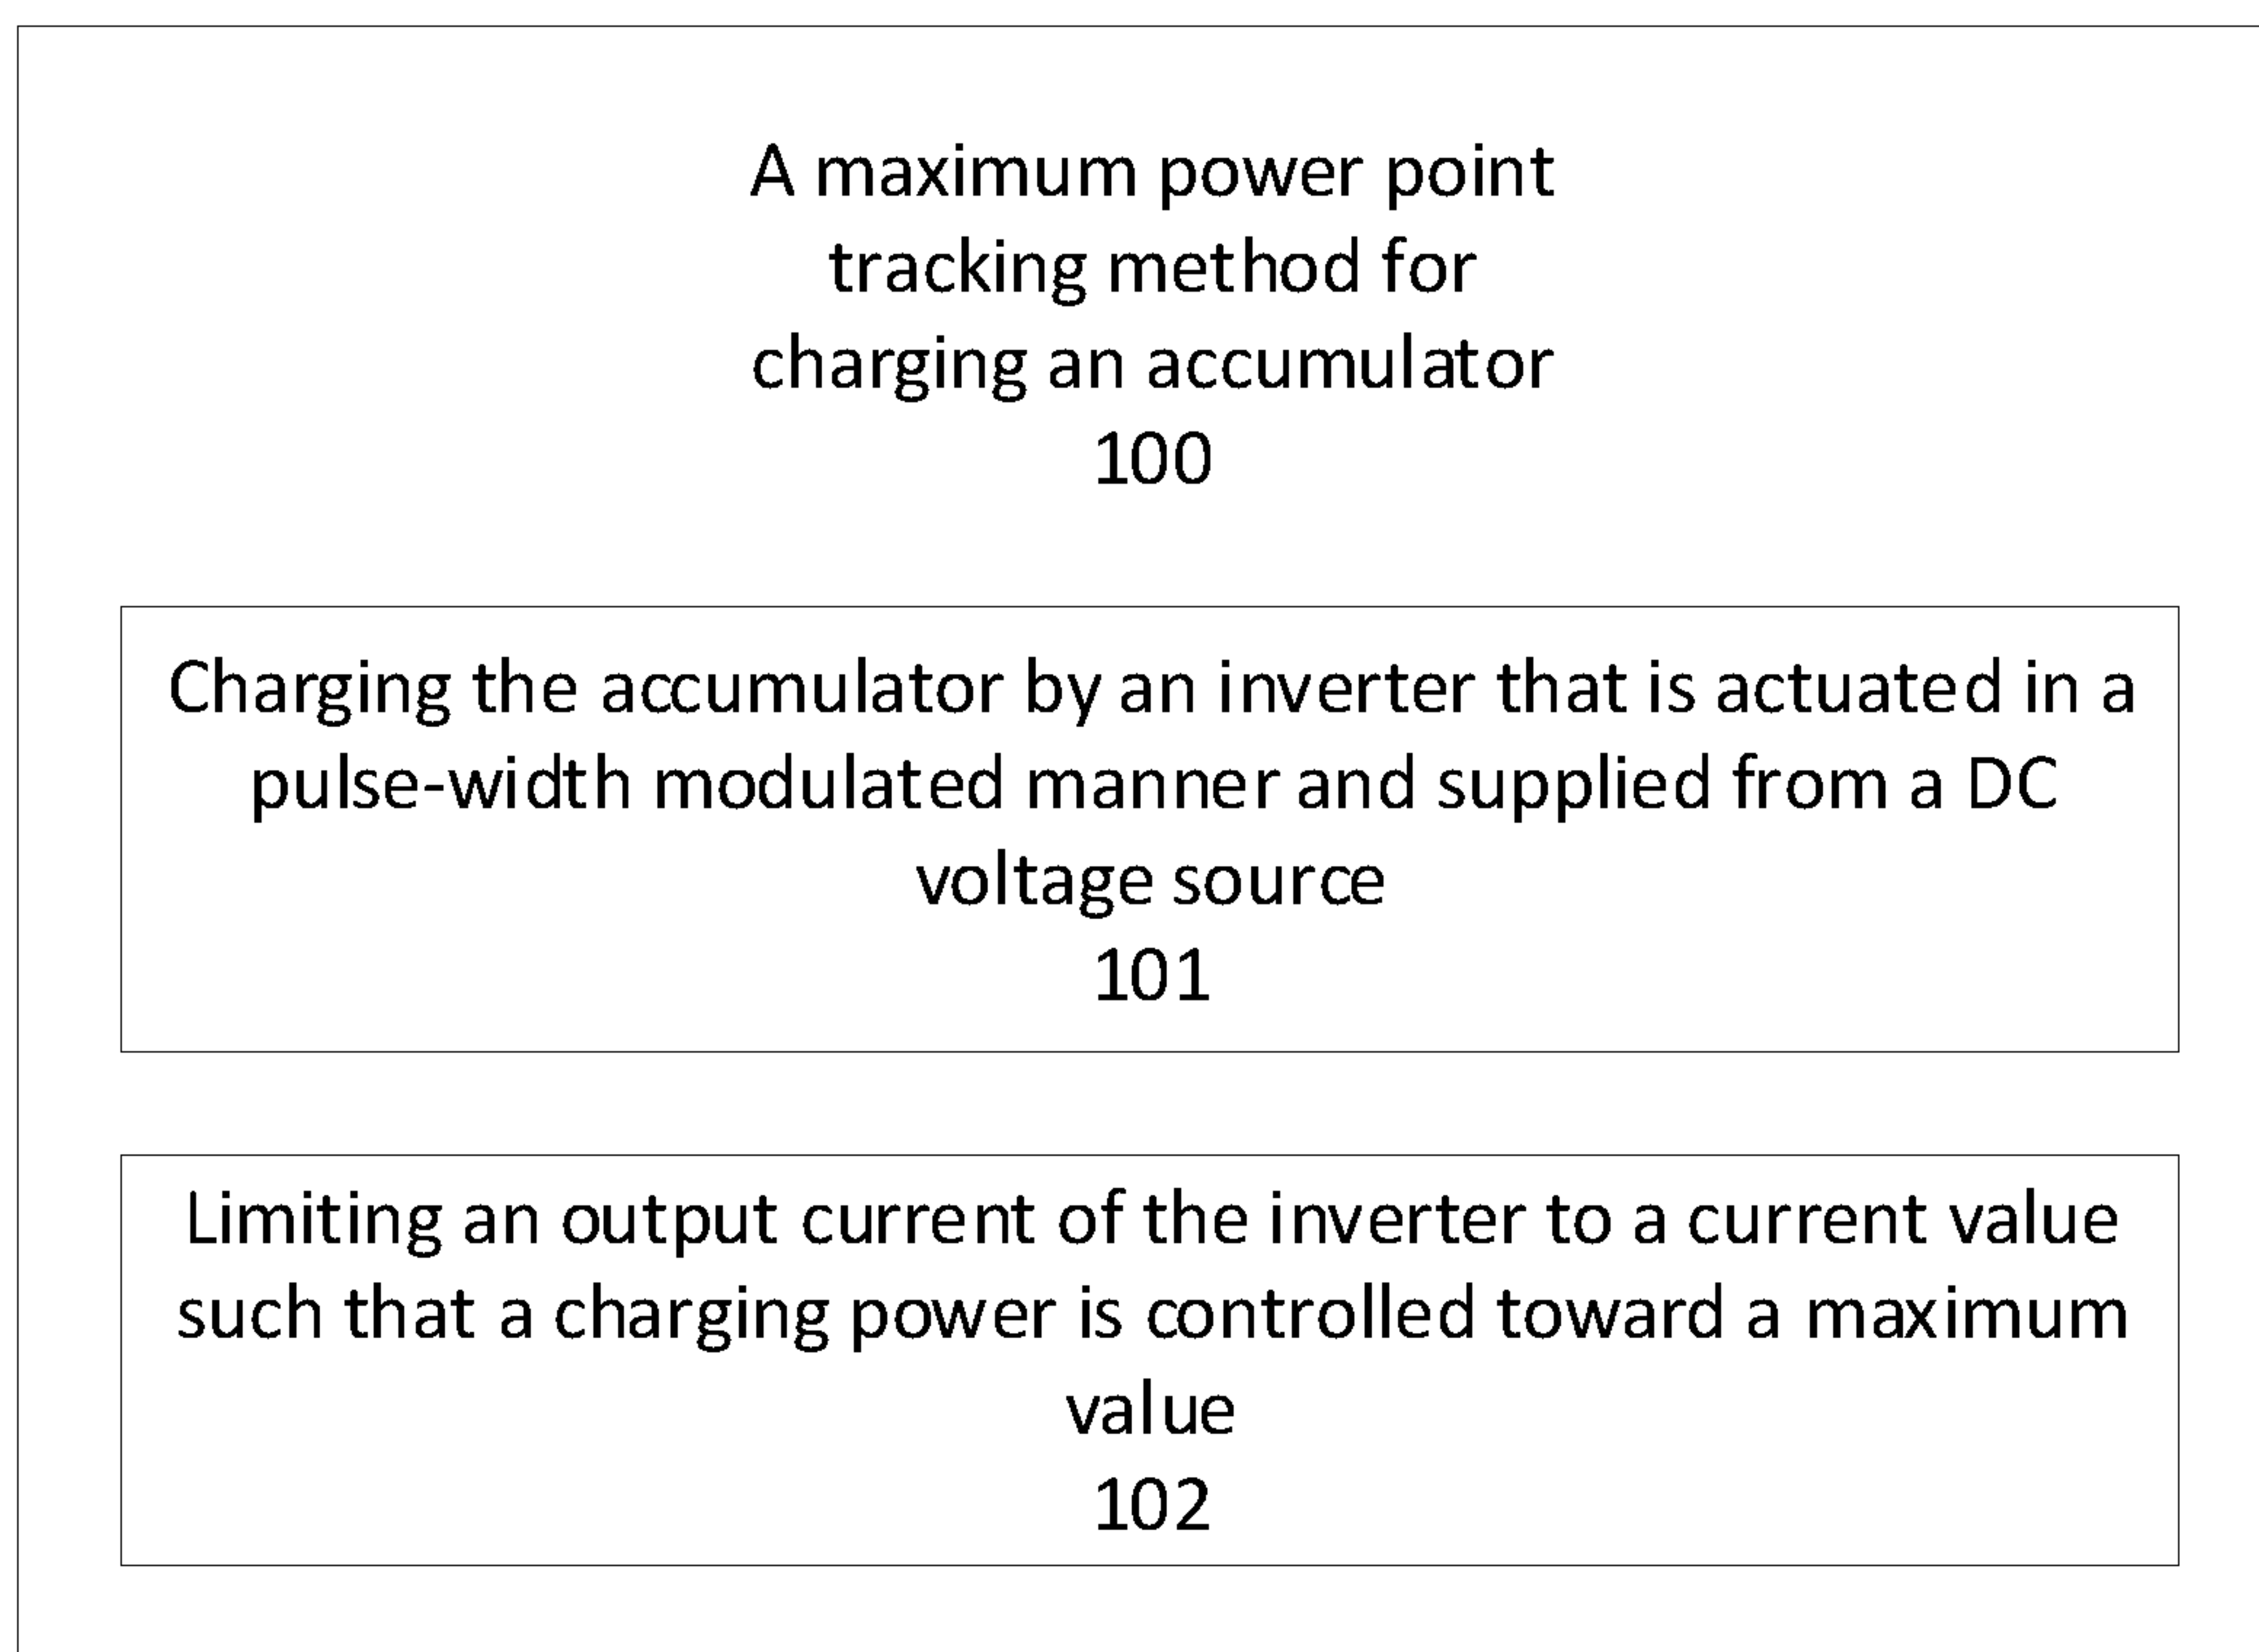 A maximum power point
tracking method for
charging an accumulator
100
Charging the accumulator by an inverter that is actuated in a
pulse-width modulated manner and supplied from a DC
voltage source
101
Limiting an output current of the inverter to a current value
such that a charging power is controlled toward a maximum
value
102